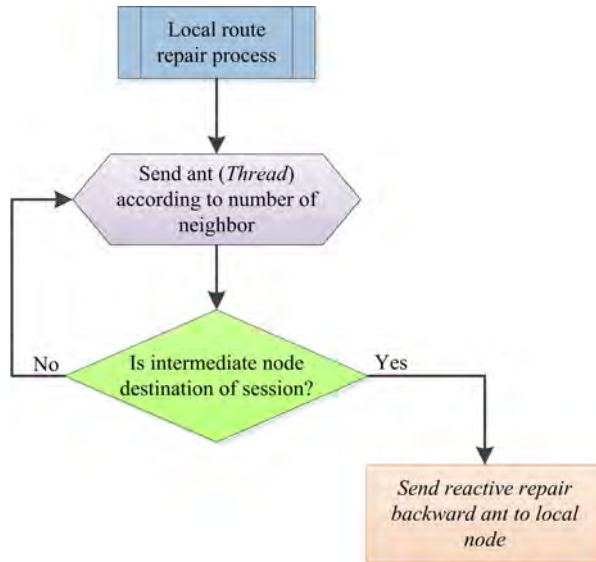 Local route
repair process
Send ant (Thread)
according to number of
neighbor
Is intermediate node
destination of session?
No
Yes
Send reactive repair
backward ant to local
node